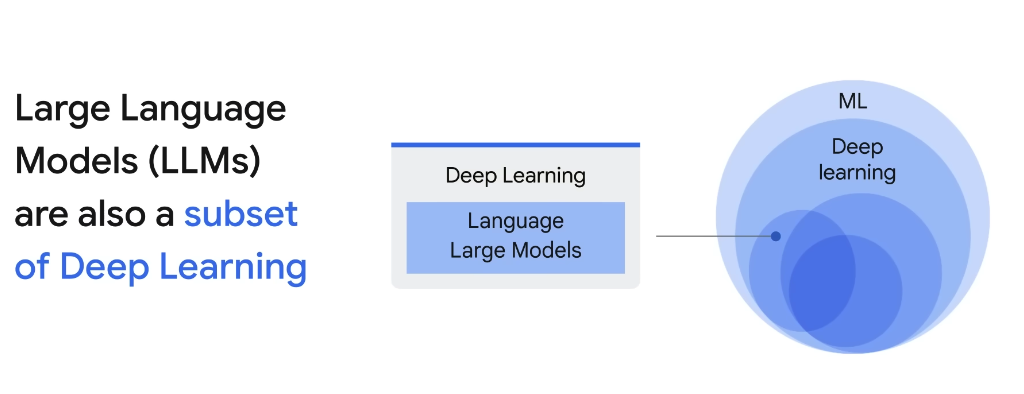 Large Language
Models (LLMs)
are also a subset
of Deep Learning
Deep Learning
Language
Large Models
ML
Deep
learning